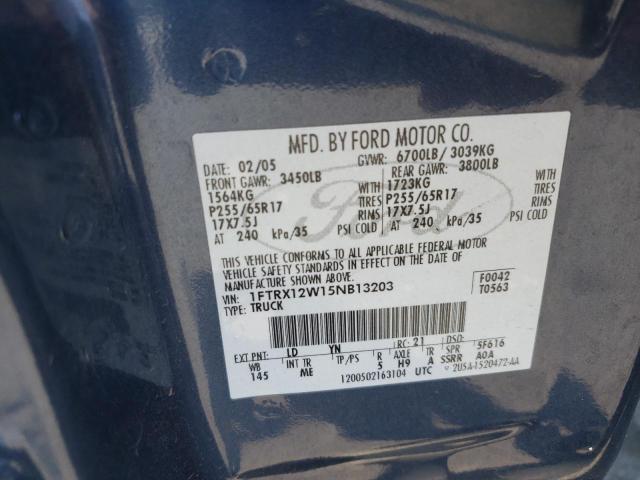 MFD. BY FORD MOTOR CO.
DATE: 02/05 GVWR: 6700LB/ 3039KG
FRONT GAWR: 3450LB REAR GAWR: 3800LB
1564KG WITH 1723KG WITH
P255/65R17 TIRES P255/65R17 TIRES
17X7.5J RIMS 17X7.5J RIMS
AT 240 kPa/35 PSI COLD AT 240 kPa/35 PSI COLD
Ford
THIS VEHICLE CONFORMS TO ALL APPLICABLE FEDERAL MOTOR
VEHICLE SAFETY STANDARDS IN EFFECT ON THE DATE OF
MANUFACTURE SHOWN ABOVE.
VIN: 1FTRX12W15NB13203 F0042
TYPE: TRUCK T0563
EXT PNT: LD YN RC: 21 DSO:
WB INT TR TP/PS R AXLE TR SPR 5F616
145 ME 5 H9 A SSRR A0A
1200502163104 UTC 2U5A-1520472-AA